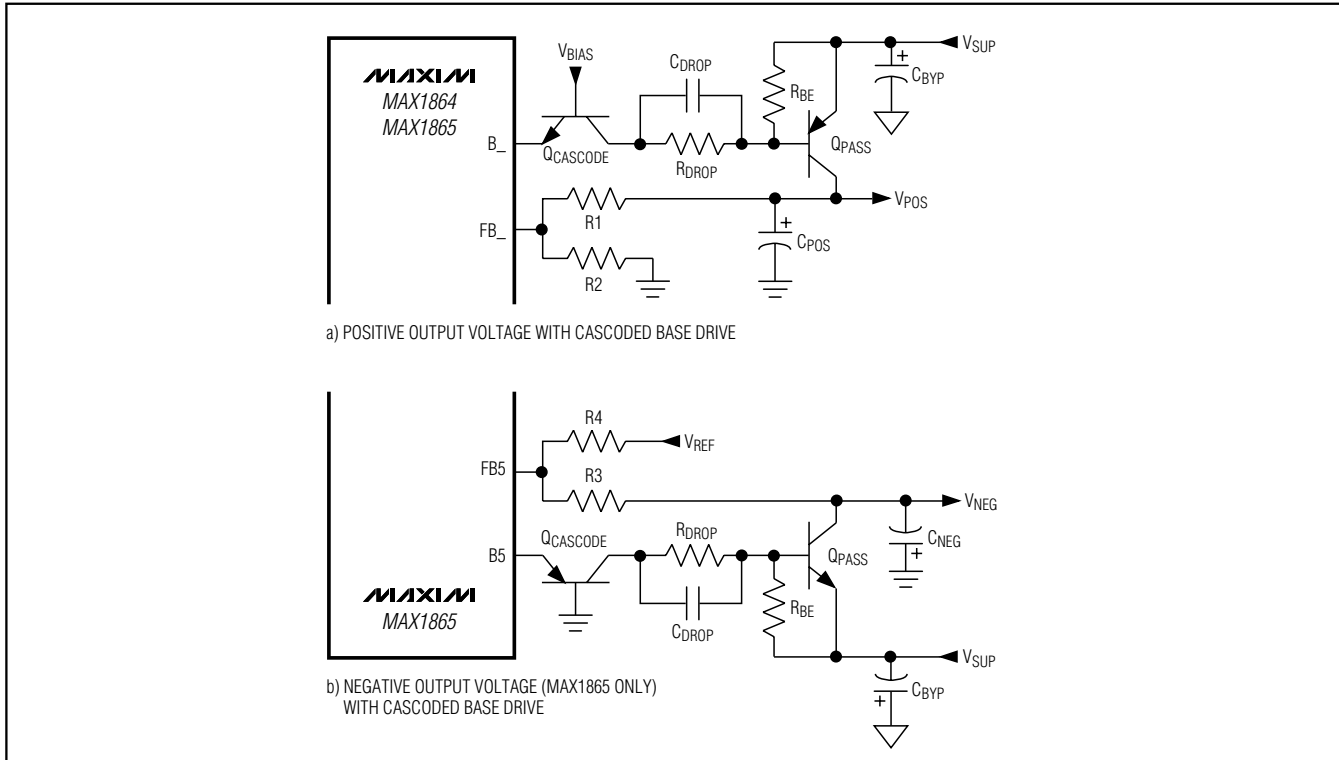 MAXIM
MAX1864
MAX1865
B_
FB_
VBIAS
QCASCODE
CDROP
RDROP
RBE
QPASS
VSUP
CBYP
+
R1
R2
VPOS
CPOS
+
a) POSITIVE OUTPUT VOLTAGE WITH CASCODED BASE DRIVE
R4
VREF
FB5
R3
VNEG
CNEG
+
B5
QCASCODE
RDROP
CDROP
QPASS
RBE
VSUP
CBYP
+
MAXIM
MAX1865
b) NEGATIVE OUTPUT VOLTAGE (MAX1865 ONLY)
WITH CASCODED BASE DRIVE